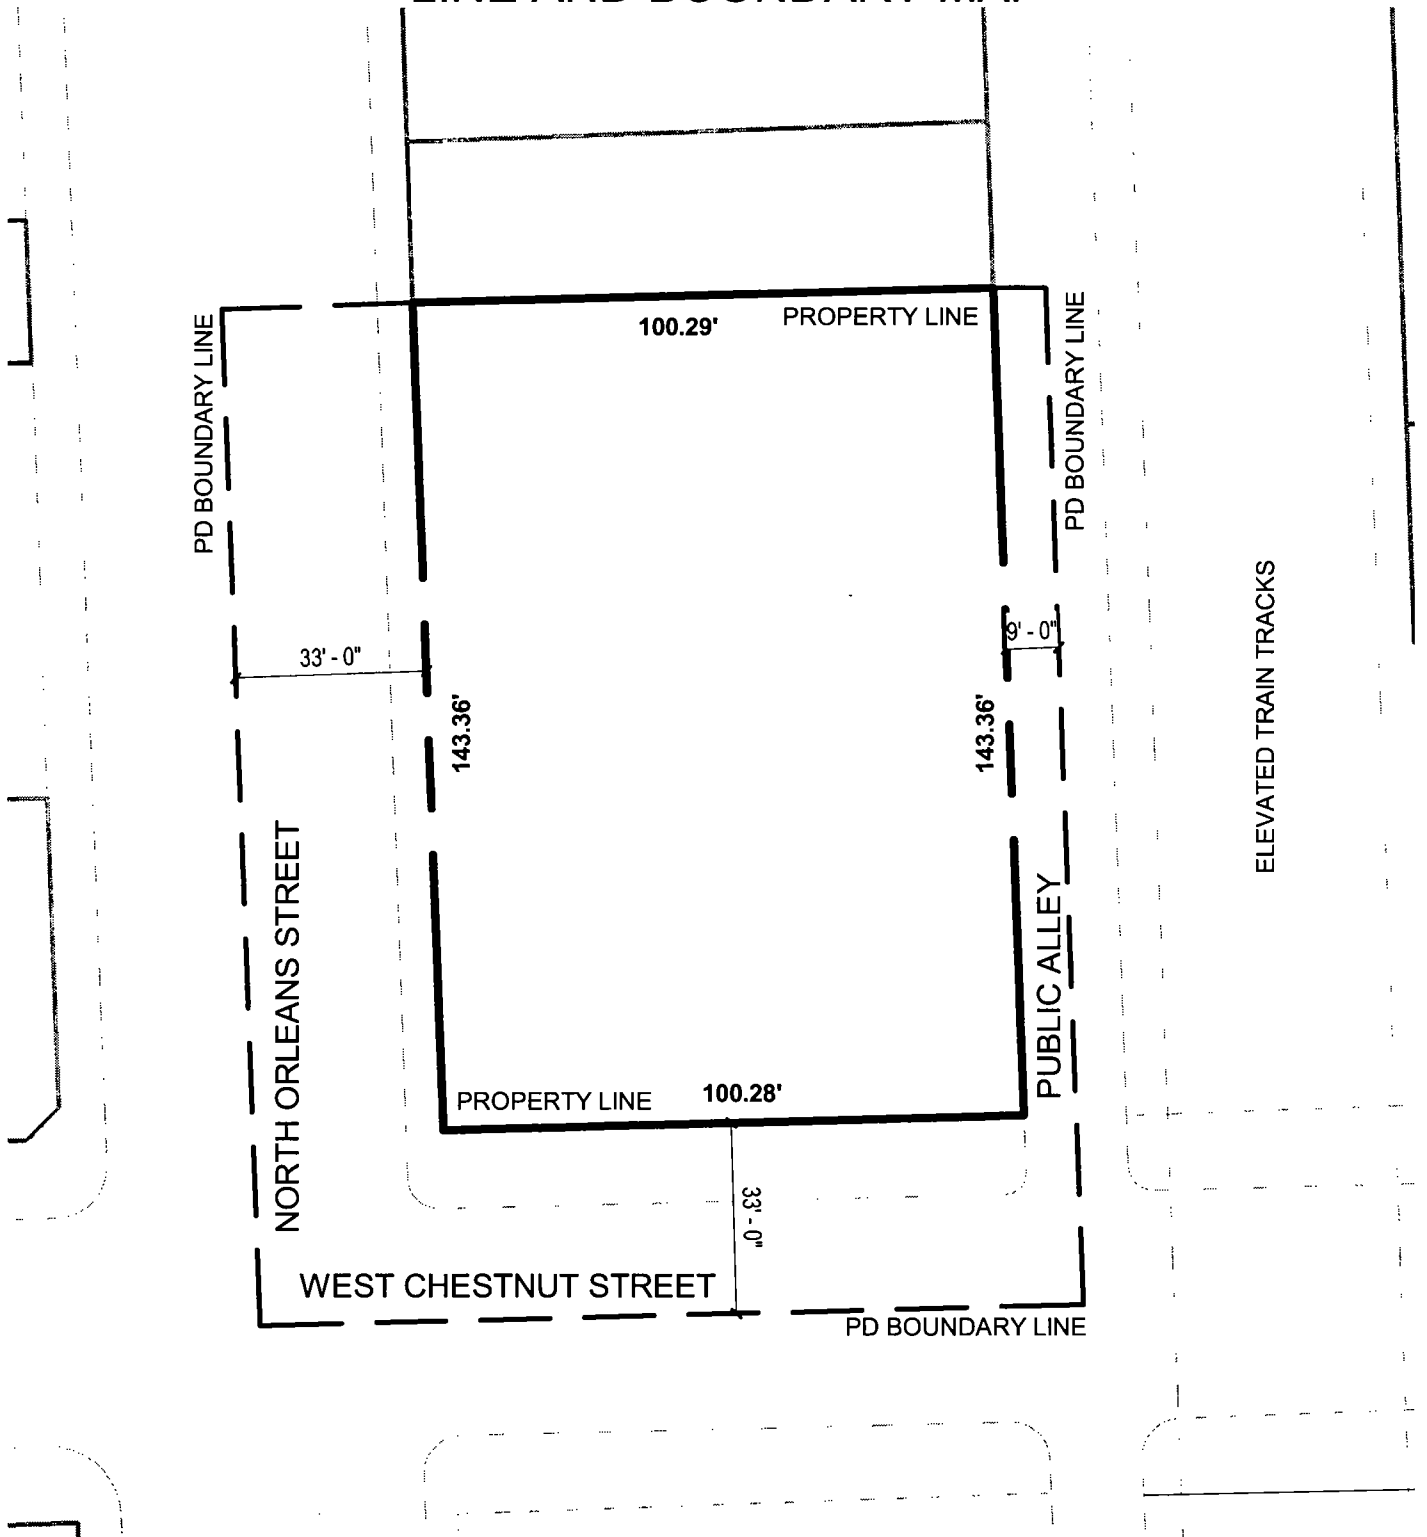 PROPERTY LINE
100.29'
PD BOUNDARY LINE
PD BOUNDARY LINE
9' - 0"
33' - 0"
143.36'
143.36'
ELEVATED TRAIN TRACKS
NORTH ORLEANS STREET
PUBLIC ALLEY
PROPERTY LINE
100.28'
33' - 0"
WEST CHESTNUT STREET
PD BOUNDARY LINE